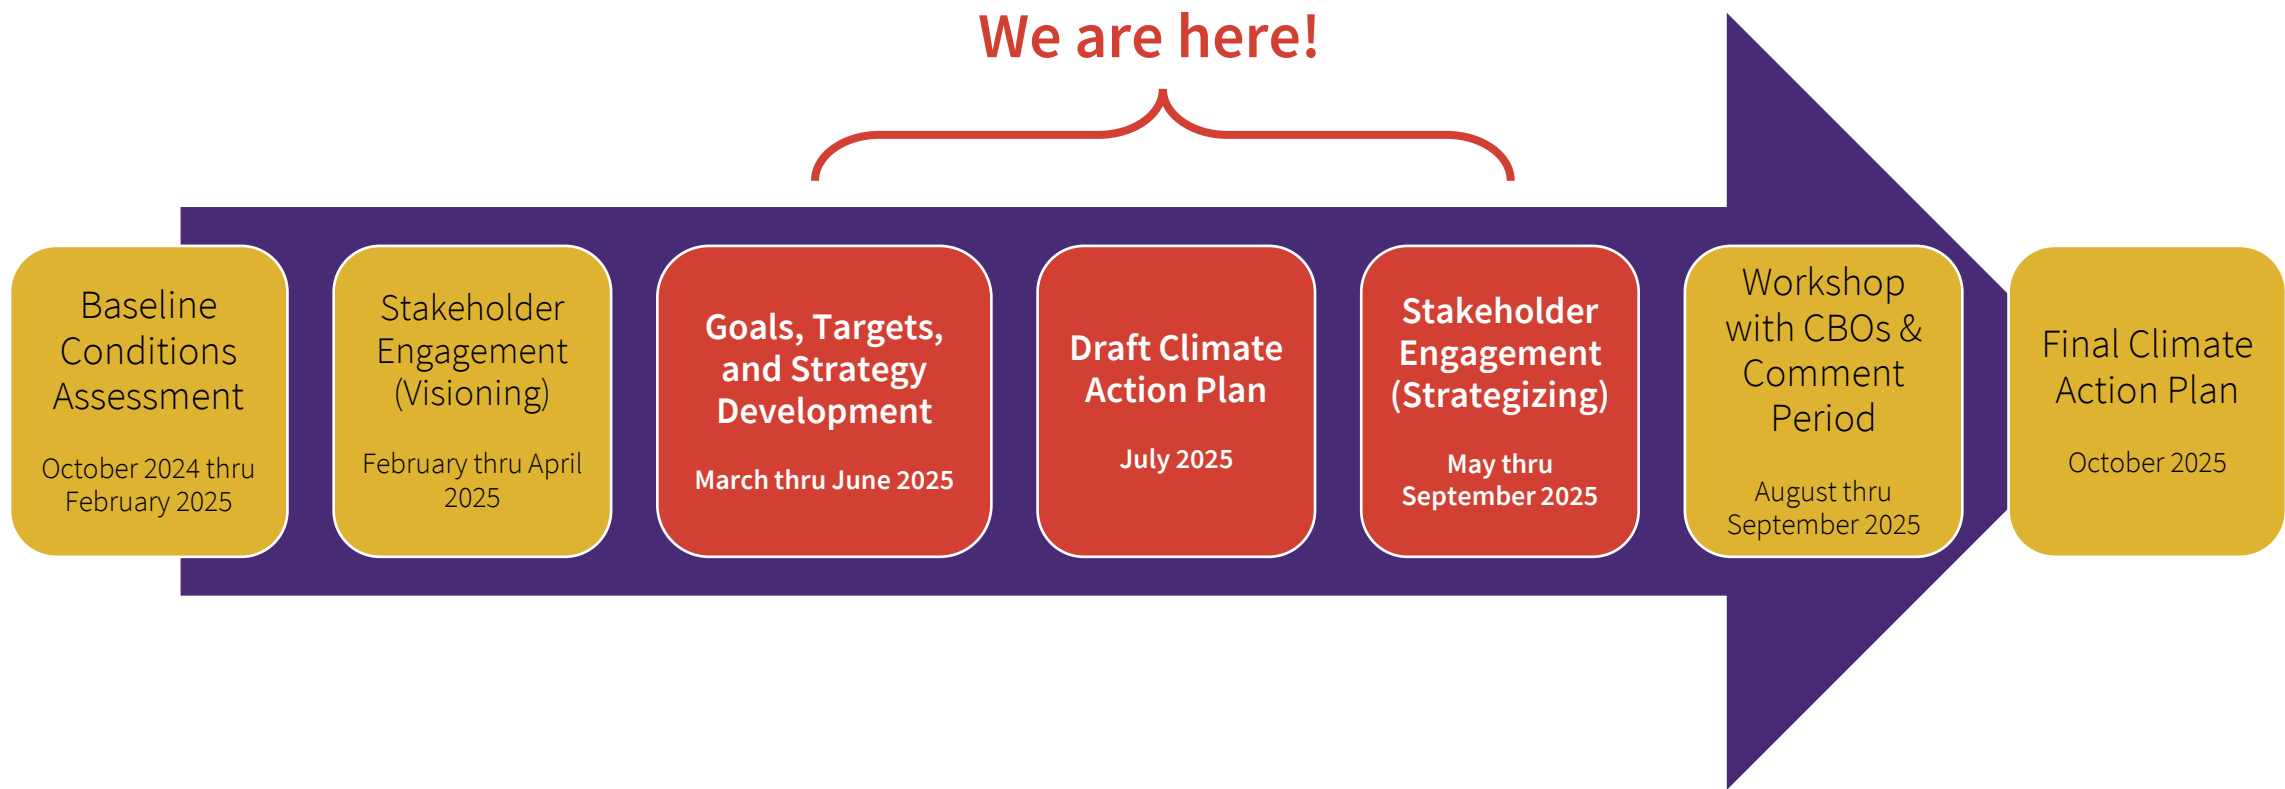 We are here!
Baseline
Conditions
Assessment
October 2024 thru
February 2025
Stakeholder
Engagement
(Visioning)
February thru April
2025
Goals, Targets,
and Strategy
Development
March thru June 2025
Draft Climate
Action Plan
July 2025
Stakeholder
Engagement
(Strategizing)
May thru
September 2025
Workshop
with CBOs &
Comment
Period
August thru
September 2025
Final Climate
Action Plan
October 2025